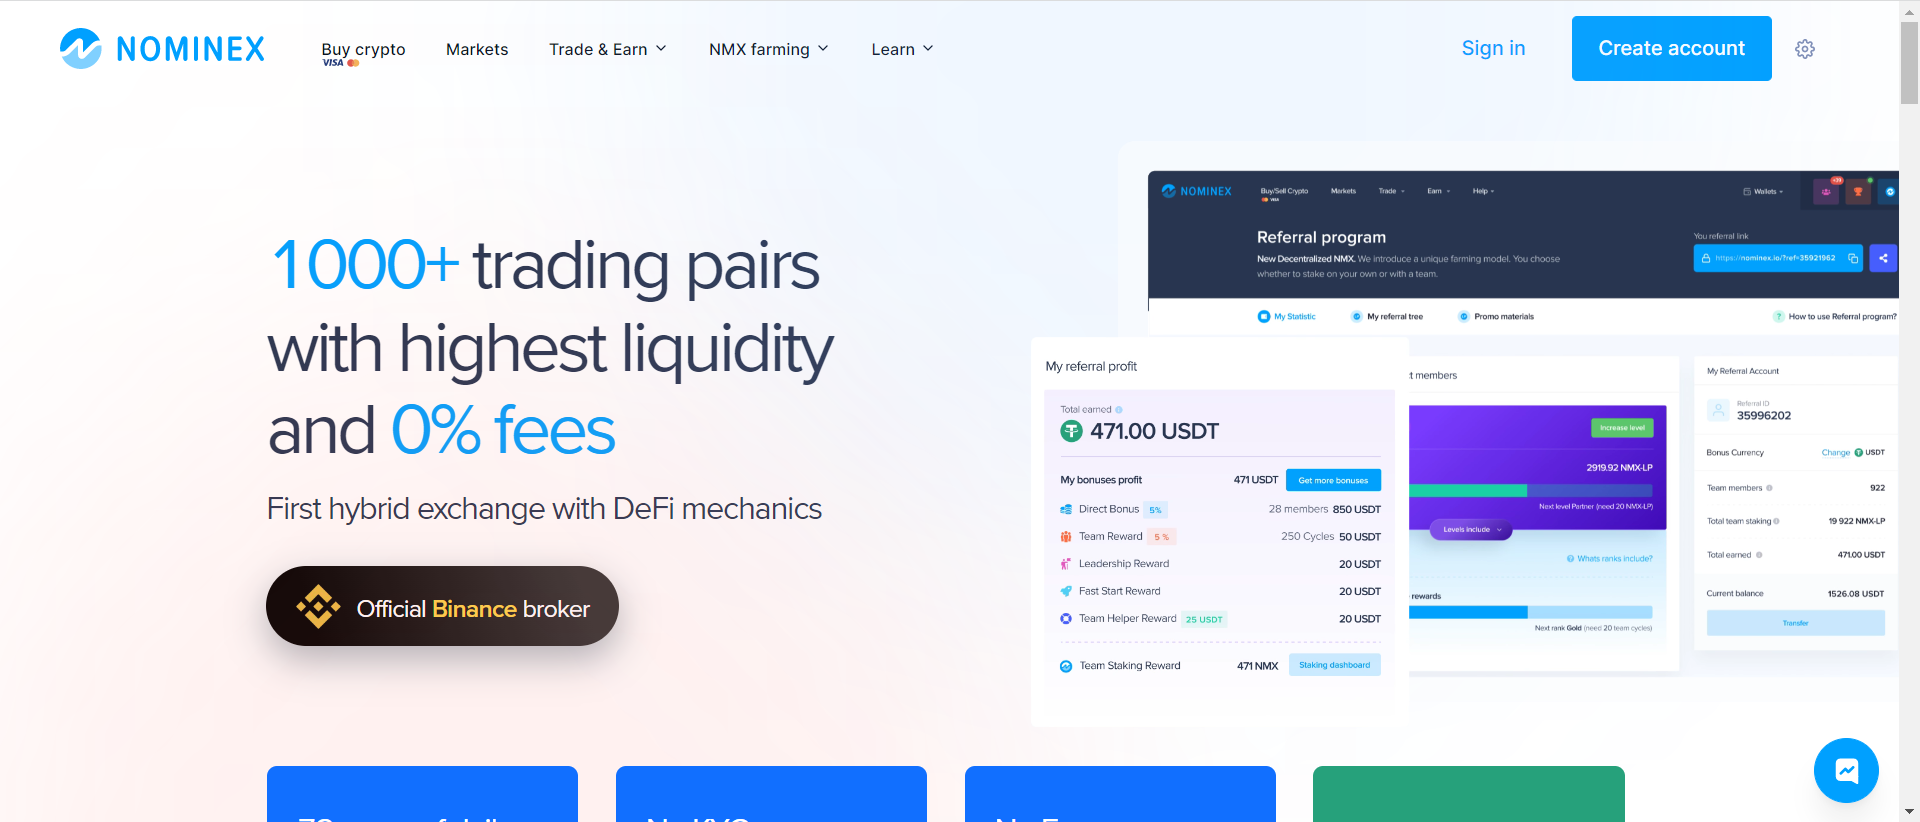 NOMINEX
Buy crypto
VISA
Markets
Trade & Earn
NMX farming
Learn
Sign in
Create account
1000+ trading pairs
with highest liquidity
and 0% fees
First hybrid exchange with DeFi mechanics
Official Binance broker
NOMINEX
Buy/Sell Crypto
VISA
Markets
Trade
Earn
Help
Wallets
+39
Referral program
New Decentralized NMX. We introduce a unique farming model. You choose
whether to stake on your own or with a team.
You referral link
https://nominex.io/?ref=35921962
My Statistic
My referral tree
Promo materials
How to use Referral program?
My referral profit
Total earned
471.00 USDT
My bonuses profit 471 USDT Get more bonuses
Direct Bonus 5% 28 members 850 USDT
Team Reward 5 % 250 Cycles 50 USDT
Leadership Reward 20 USDT
Fast Start Reward 20 USDT
Team Helper Reward 25 USDT 20 USDT
Team Staking Reward 471 NMX Staking dashboard
t members
Increase level
2919.92 NMX-LP
Next level Partner (need 20 NMX-LP)
Levels include
Whats ranks include?
rewards
Next rank Gold (need 20 team cycles)
My Referral Account
Referral ID
35996202
Bonus Currency Change USDT
Team members 922
Total team staking 19 922 NMX-LP
Total earned 471.00 USDT
Current balance 1526.08 USDT
Transfer